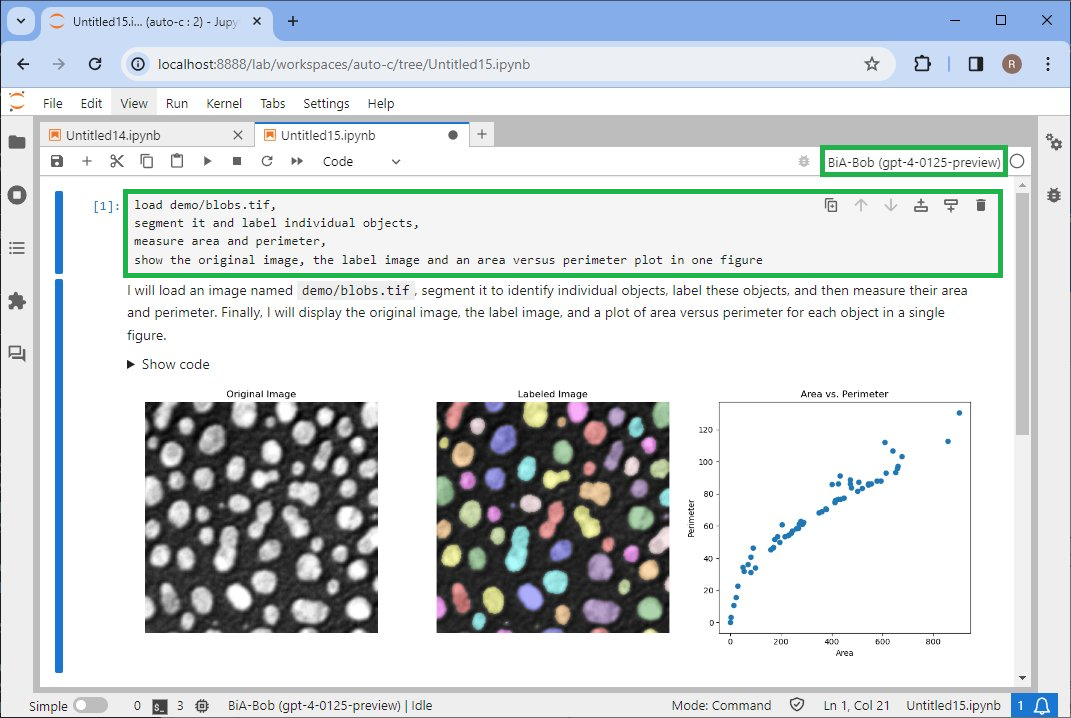 Untitled15.i... (auto-c : 2) - Jupy
localhost:8888/lab/workspaces/auto-c/tree/Untitled15.ipynb
R
File Edit View Run Kernel Tabs Settings Help
Untitled14.ipynb
Untitled15.ipynb
Code
BiA-Bob (gpt-4-0125-preview)
[1]:
load demo/blobs.tif,
segment it and label individual objects,
measure area and perimeter,
show the original image, the label image and an area versus perimeter plot in one figure
I will load an image named demo/blobs.tif, segment it to identify individual objects, label these objects, and then measure their area
and perimeter. Finally, I will display the original image, the label image, and a plot of area versus perimeter for each object in a single
figure.
Show code
Original Image
Labeled Image
Area vs. Perimeter
Perimeter
120
100
80
60
40
20
0
0 200 400 600 800
Area
Simple 0 $_ 3 BiA-Bob (gpt-4-0125-preview) | Idle Mode: Command Ln 1, Col 21 Untitled15.ipynb 1